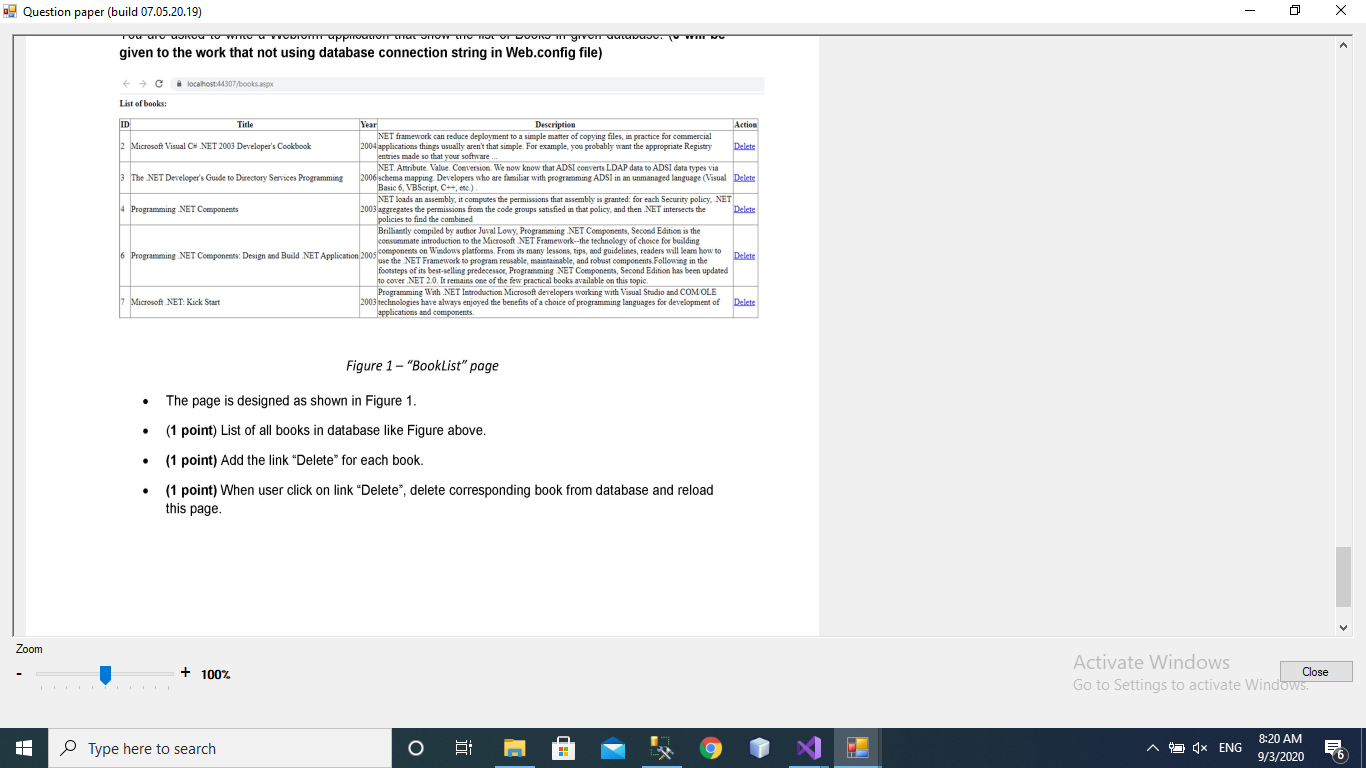 Question paper (build 07.05.20.19)
You are asked to write a Webform application that show the list of Books in given database. (0 will be
given to the work that not using database connection string in Web.config file)
localhost:44307/books.aspx
List of books:
ID Title Year Description Action
2 Microsoft Visual C# .NET 2003 Developer's Cookbook 2004 NET framework can reduce deployment to a simple matter of copying files, in practice for commercial
applications things usually aren't that simple. For example, you probably want the appropriate Registry
entries made so that your software ... Delete
3 The .NET Developer's Guide to Directory Services Programming 2006 NET. Attribute. Value. Conversion. We now know that ADSI converts LDAP data to ADSI data types via
schema mapping. Developers who are familiar with programming ADSI in an unmanaged language (Visual
Basic 6, VBScript, C++, etc.) . Delete
4 Programming .NET Components 2003 NET loads an assembly, it computes the permissions that assembly is granted: for each Security policy, .NET
aggregates the permissions from the code groups satisfied in that policy, and then .NET intersects the
policies to find the combined Delete
6 Programming .NET Components: Design and Build .NET Application 2005 Brilliantly compiled by author Juval Lowy, Programming .NET Components, Second Edition is the
consummate introduction to the Microsoft .NET Framework--the technology of choice for building
components on Windows platforms. From its many lessons, tips, and guidelines, readers will learn how to
use the .NET Framework to program reusable, maintainable, and robust components.Following in the
footsteps of its best-selling predecessor, Programming .NET Components, Second Edition has been updated
to cover .NET 2.0. It remains one of the few practical books available on this topic. Delete
7 Microsoft .NET: Kick Start 2003 Programming With .NET Introduction Microsoft developers working with Visual Studio and COM/OLE
technologies have always enjoyed the benefits of a choice of programming languages for development of
applications and components. Delete
Figure 1 – “BookList” page
• The page is designed as shown in Figure 1.
• (1 point) List of all books in database like Figure above.
• (1 point) Add the link “Delete” for each book.
• (1 point) When user click on link “Delete”, delete corresponding book from database and reload
this page.
Zoom
- + 100%
Activate Windows
Go to Settings to activate Windows.
Close
Type here to search
ENG
8:20 AM
9/3/2020
6